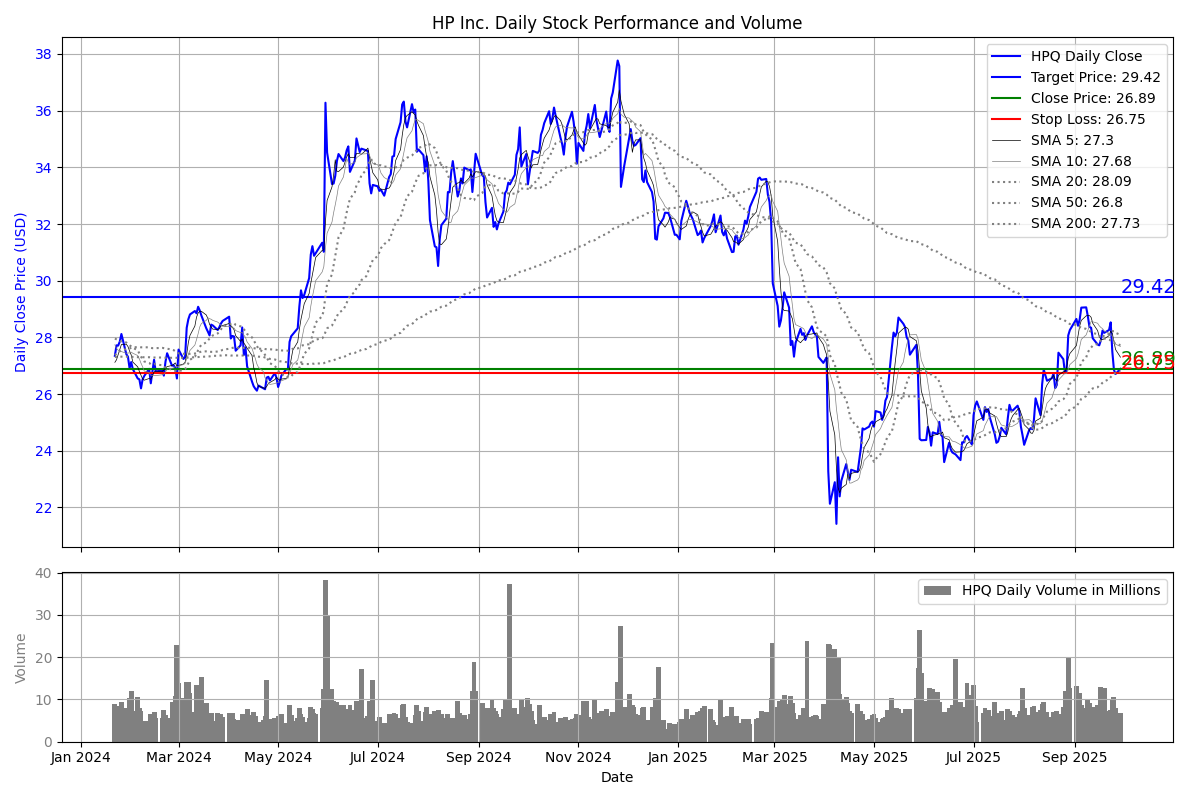 HP Inc. Daily Stock Performance and Volume
Daily Close Price (USD)
38
36
34
32
30
28
26
24
22
HPQ Daily Close
Target Price: 29.42
Close Price: 26.89
Stop Loss: 26.75
SMA 5: 27.3
SMA 10: 27.68
SMA 20: 28.09
SMA 50: 26.8
SMA 200: 27.73
29.42
26.89
26.75
Volume
40
30
20
10
0
HPQ Daily Volume in Millions
Jan 2024
Mar 2024
May 2024
Jul 2024
Sep 2024
Nov 2024
Jan 2025
Mar 2025
May 2025
Jul 2025
Sep 2025
Date